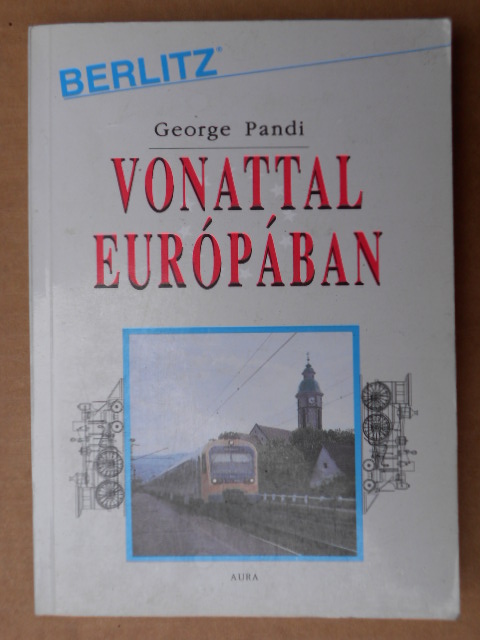 BERLITZ®
George Pandi
VONATTAL
EURÓPÁBAN
AURA